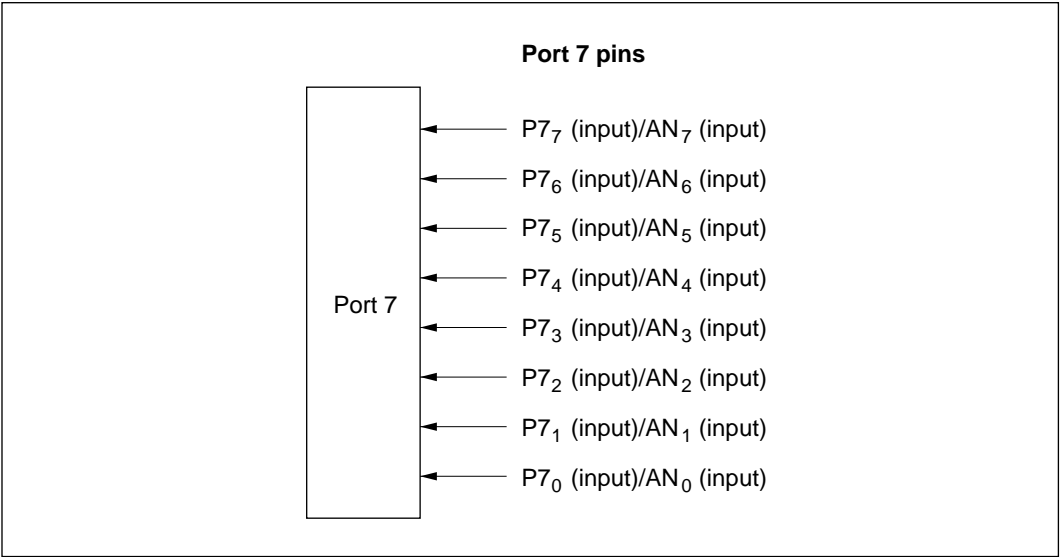 Port 7 pins
P7₇ (input)/AN₇ (input)
P7₆ (input)/AN₆ (input)
P7₅ (input)/AN₅ (input)
P7₄ (input)/AN₄ (input)
Port 7
P7₃ (input)/AN₃ (input)
P7₂ (input)/AN₂ (input)
P7₁ (input)/AN₁ (input)
P7₀ (input)/AN₀ (input)